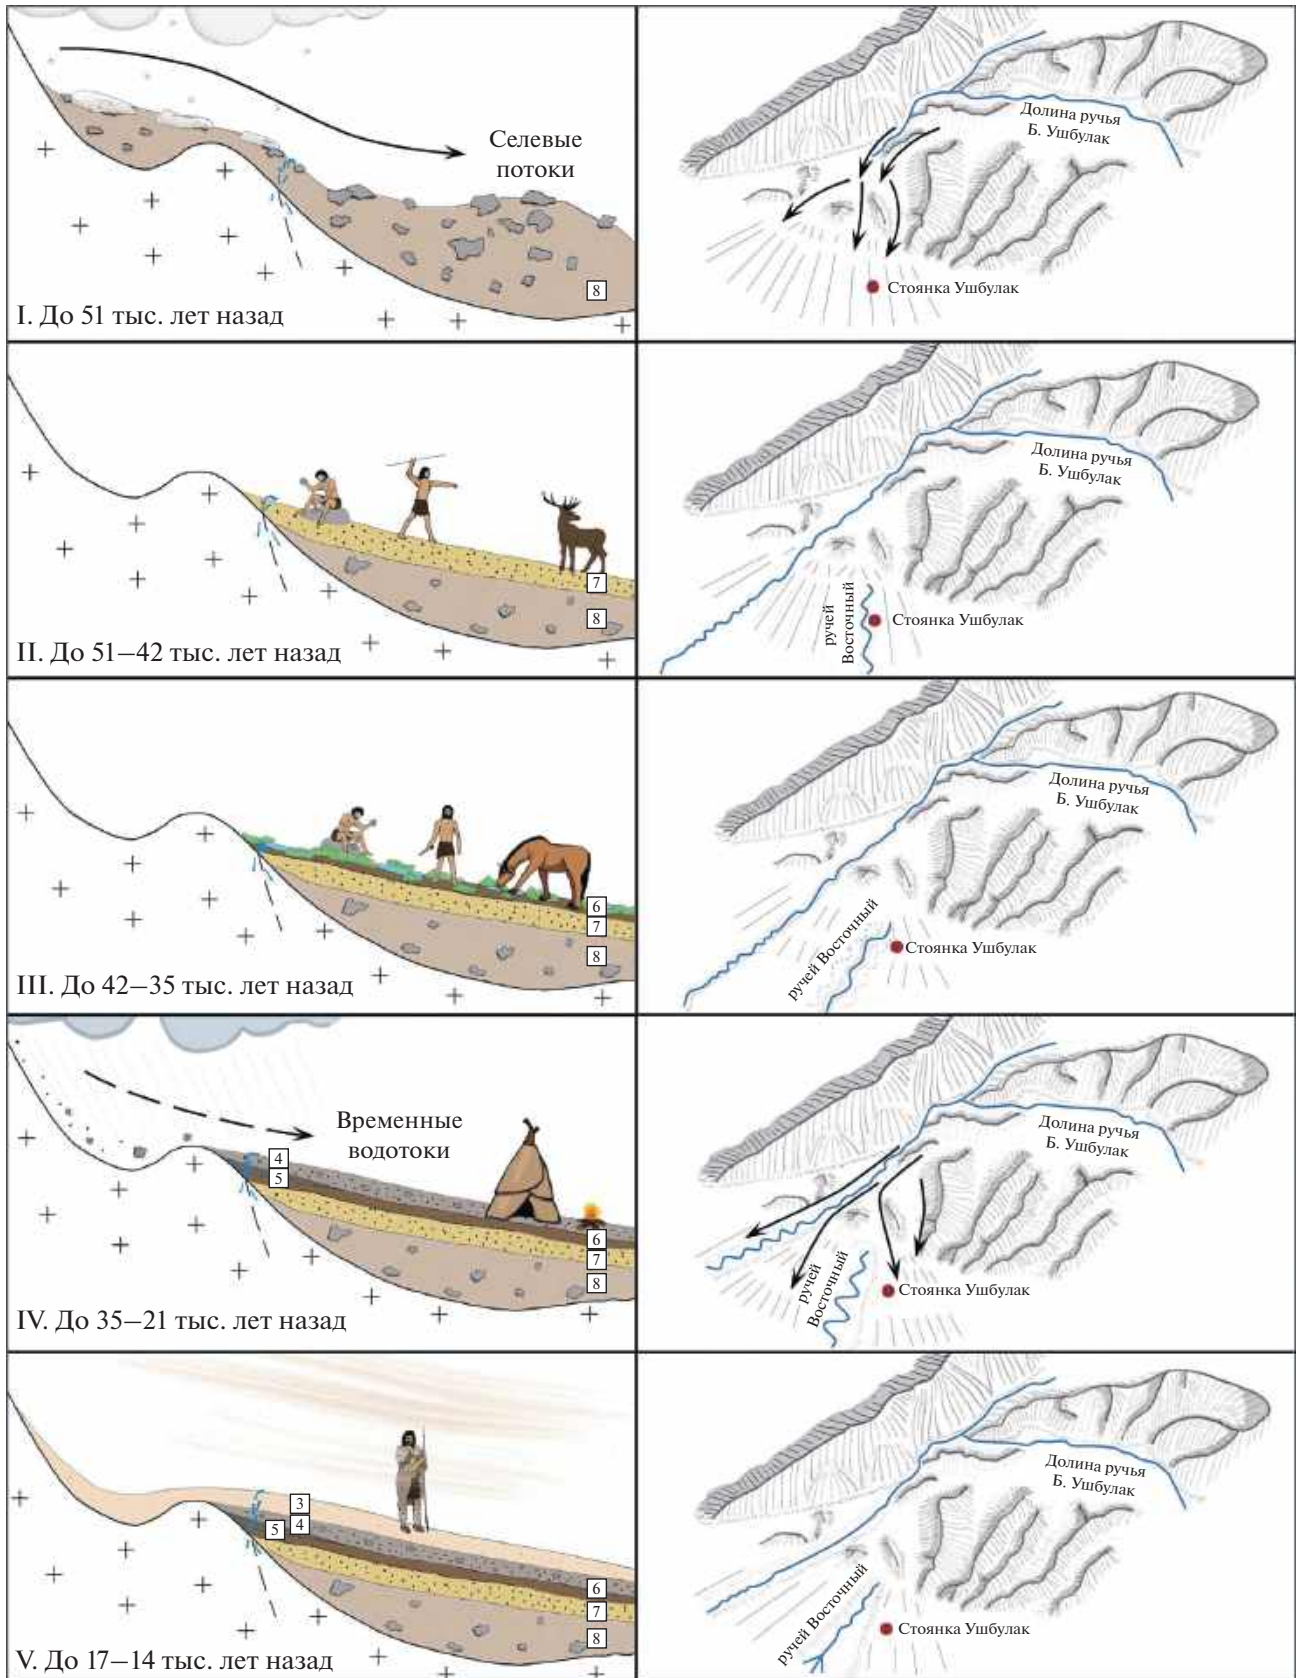 Селевые
потоки
8
I. До 51 тыс. лет назад
Долина ручья
Б. Ушбулак
Стоянка Ушбулак
7
8
II. До 51–42 тыс. лет назад
Долина ручья
Б. Ушбулак
ручей
Восточный
Стоянка Ушбулак
6
7
8
III. До 42–35 тыс. лет назад
Долина ручья
Б. Ушбулак
ручей Восточный
Стоянка Ушбулак
Временные
водотоки
4
5
6
7
8
IV. До 35–21 тыс. лет назад
Долина ручья
Б. Ушбулак
ручей
Восточный
Стоянка Ушбулак
3
5
4
6
7
8
V. До 17–14 тыс. лет назад
Долина ручья
Б. Ушбулак
ручей Восточный
Стоянка Ушбулак